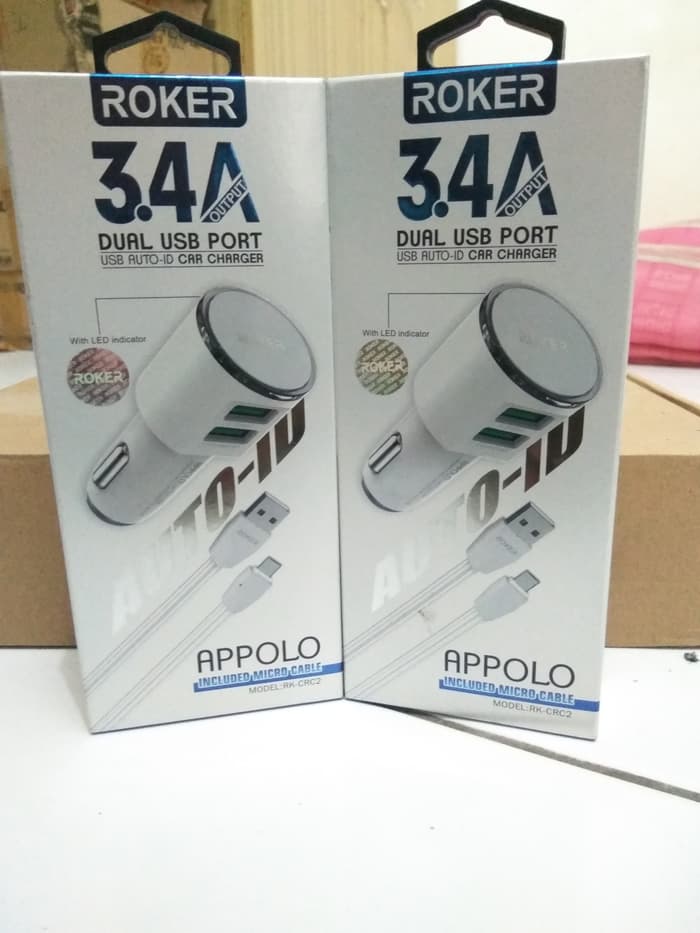 ROKER
3.4A
OUTPUT
DUAL USB PORT
USB AUTO-ID CAR CHARGER
With LED indicator
ROKER
AUTO-ID
ROKER
APPOLO
INCLUDED MICRO CABLE
MODEL:RK-CRC2
ROKER
3.4A
OUTPUT
DUAL USB PORT
USB AUTO-ID CAR CHARGER
With LED indicator
ROKER
AUTO-ID
ROKER
APPOLO
INCLUDED MICRO CABLE
MODEL:RK-CRC2